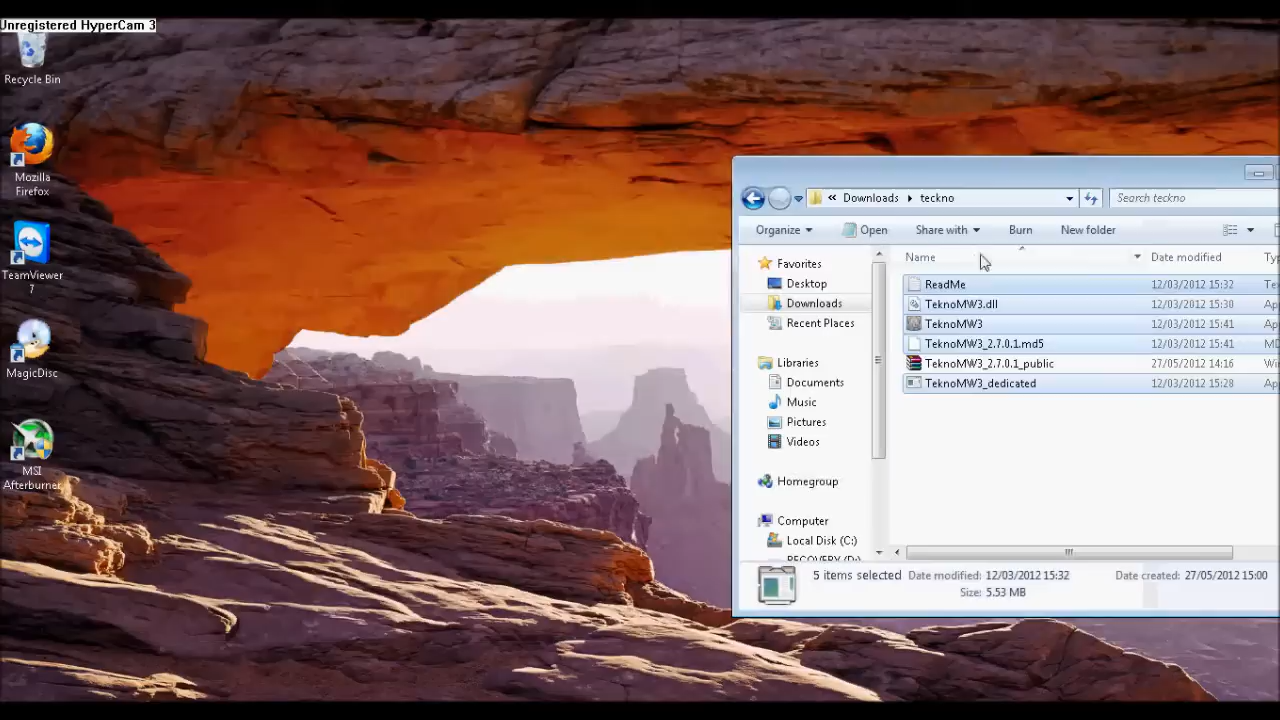 Unregistered HyperCam 3
Recycle Bin
Mozilla
Firefox
TeamViewer
7
MagicDisc
MSI
Afterburner
« Downloads teckno
Search teckno
Organize Open Share with Burn New folder
Name Date modified
Favorites
Desktop
Downloads
Recent Places
Libraries
Documents
Music
Pictures
Videos
Homegroup
Computer
Local Disk (C:)
RECOVERY (D:)
ReadMe 12/03/2012 15:32
TeknoMW3.dll 12/03/2012 15:30
TeknoMW3 12/03/2012 15:41
TeknoMW3_2.7.0.1.md5 12/03/2012 15:41
TeknoMW3_2.7.0.1_public 27/05/2012 14:16
TeknoMW3_dedicated 12/03/2012 15:28
5 items selected Date modified: 12/03/2012 15:32 Date created: 27/05/2012 15:00
Size: 5.53 MB